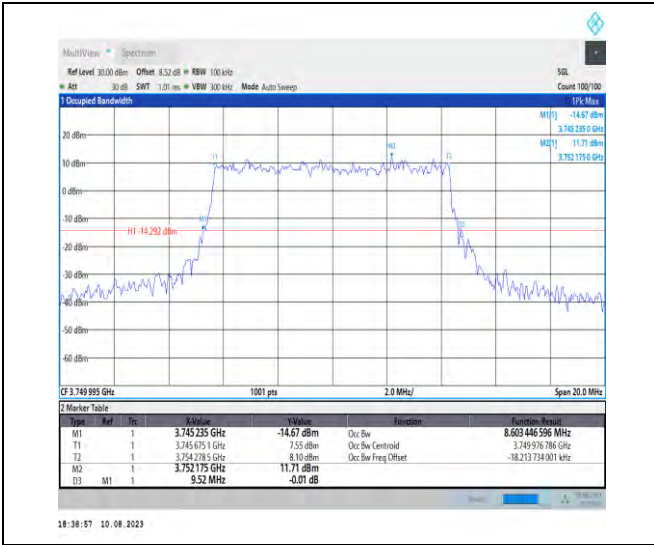 MultiView Spectrum
Ref Level 30.00 dBm Offset 8.52 dB RBW 100 kHz SGL
Att 30 dB SWT 1.01 ms VBW 300 kHz Mode Auto Sweep Count 100/100
1 Occupied Bandwidth 1Pk Max
M1[1] -14.67 dBm
3.745 235 0 GHz
M2[1] 11.71 dBm
3.752 175 0 GHz
20 dBm
M2
T1 T2
10 dBm
0 dBm
-10 dBm
M1
H1 -14.292 dBm
-20 dBm
-30 dBm
-40 dBm
-50 dBm
-60 dBm
CF 3.749 995 GHz 1001 pts 2.0 MHz/ Span 20.0 MHz
2 Marker Table
Type Ref Trc X-Value Y-Value Function Function Result
M1 1 3.745 235 GHz -14.67 dBm Occ Bw 8.603 446 596 MHz
T1 1 3.745 675 1 GHz 7.55 dBm Occ Bw Centroid 3.749 976 786 GHz
T2 1 3.754 278 5 GHz 8.10 dBm Occ Bw Freq Offset -18.213 734 001 kHz
M2 1 3.752 175 GHz 11.71 dBm
D3 M1 1 9.52 MHz -0.01 dB
18:38:57 10.08.2023